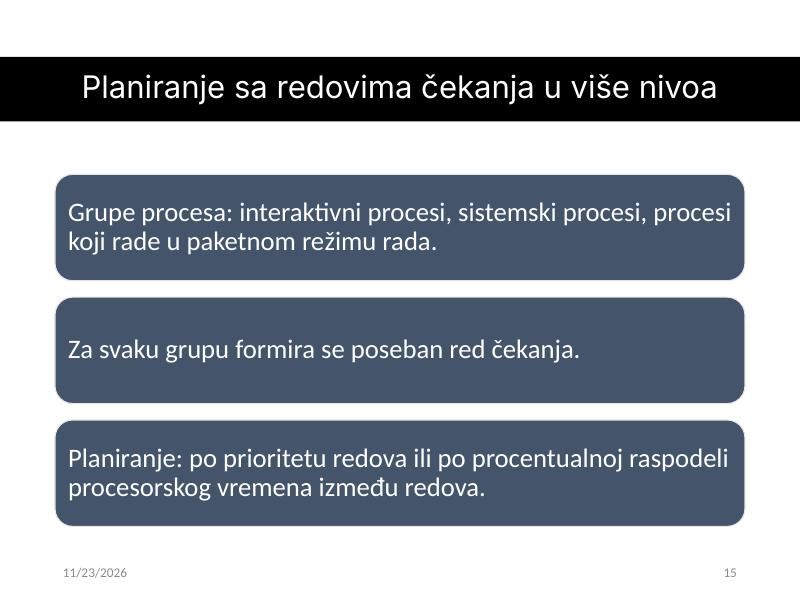 Planiranje sa redovima čekanja u više nivoa
Grupe procesa: interaktivni procesi, sistemski procesi, procesi
koji rade u paketnom režimu rada.
Za svaku grupu formira se poseban red čekanja.
Planiranje: po prioritetu redova ili po procentualnoj raspodeli
procesorskog vremena između redova.
11/23/2026
15